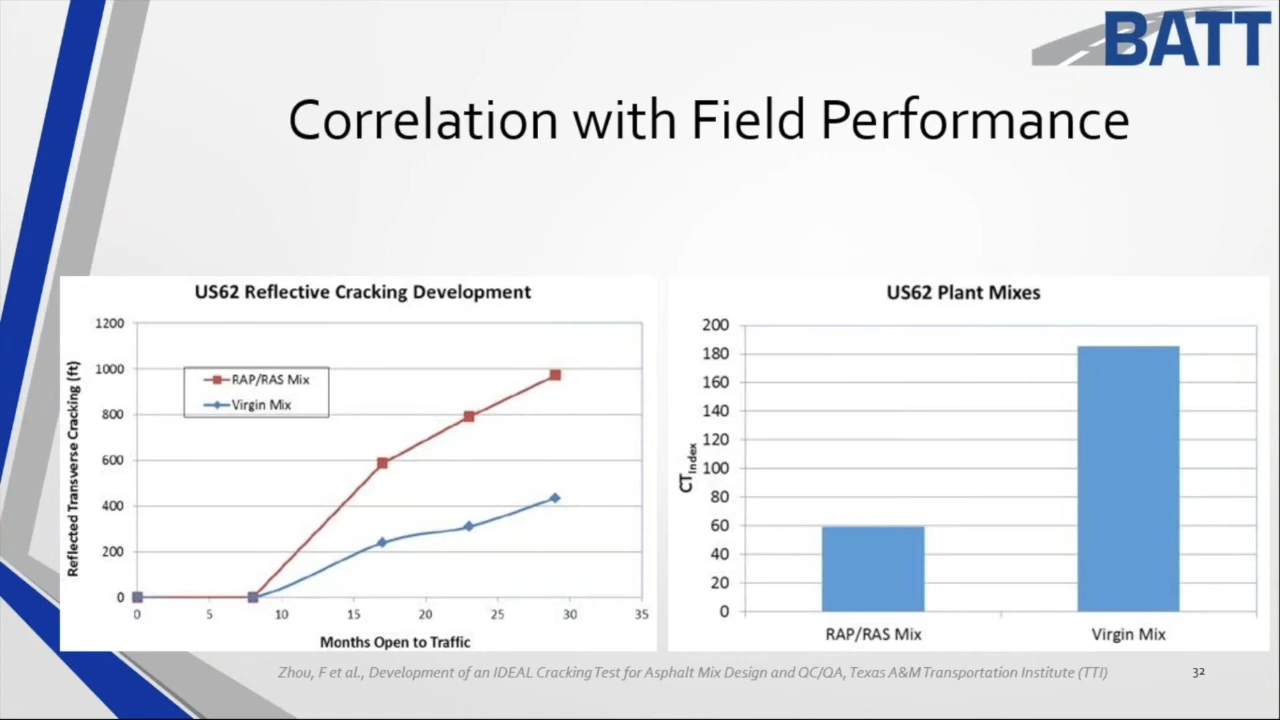 BATT
Correlation with Field Performance
US62 Reflective Cracking Development
Reflected Transverse Cracking (ft)
1200
1000
800
600
400
200
0
RAP/RAS Mix
Virgin Mix
0 5 10 15 20 25 30 35
Months Open to Traffic
US62 Plant Mixes
CTIndex
200
180
160
140
120
100
80
60
40
20
0
RAP/RAS Mix Virgin Mix
Zhou, F et al., Development of an IDEAL Cracking Test for Asphalt Mix Design and QC/QA, Texas A&M Transportation Institute (TTI)
32